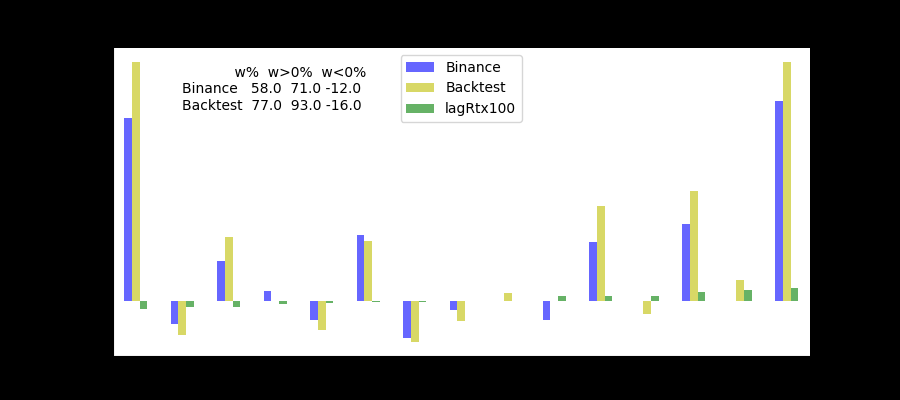 w%  w>0%  w<0%
Binance   58.0  71.0 -12.0
Backtest  77.0  93.0 -16.0
Binance
Backtest
lagRtx100